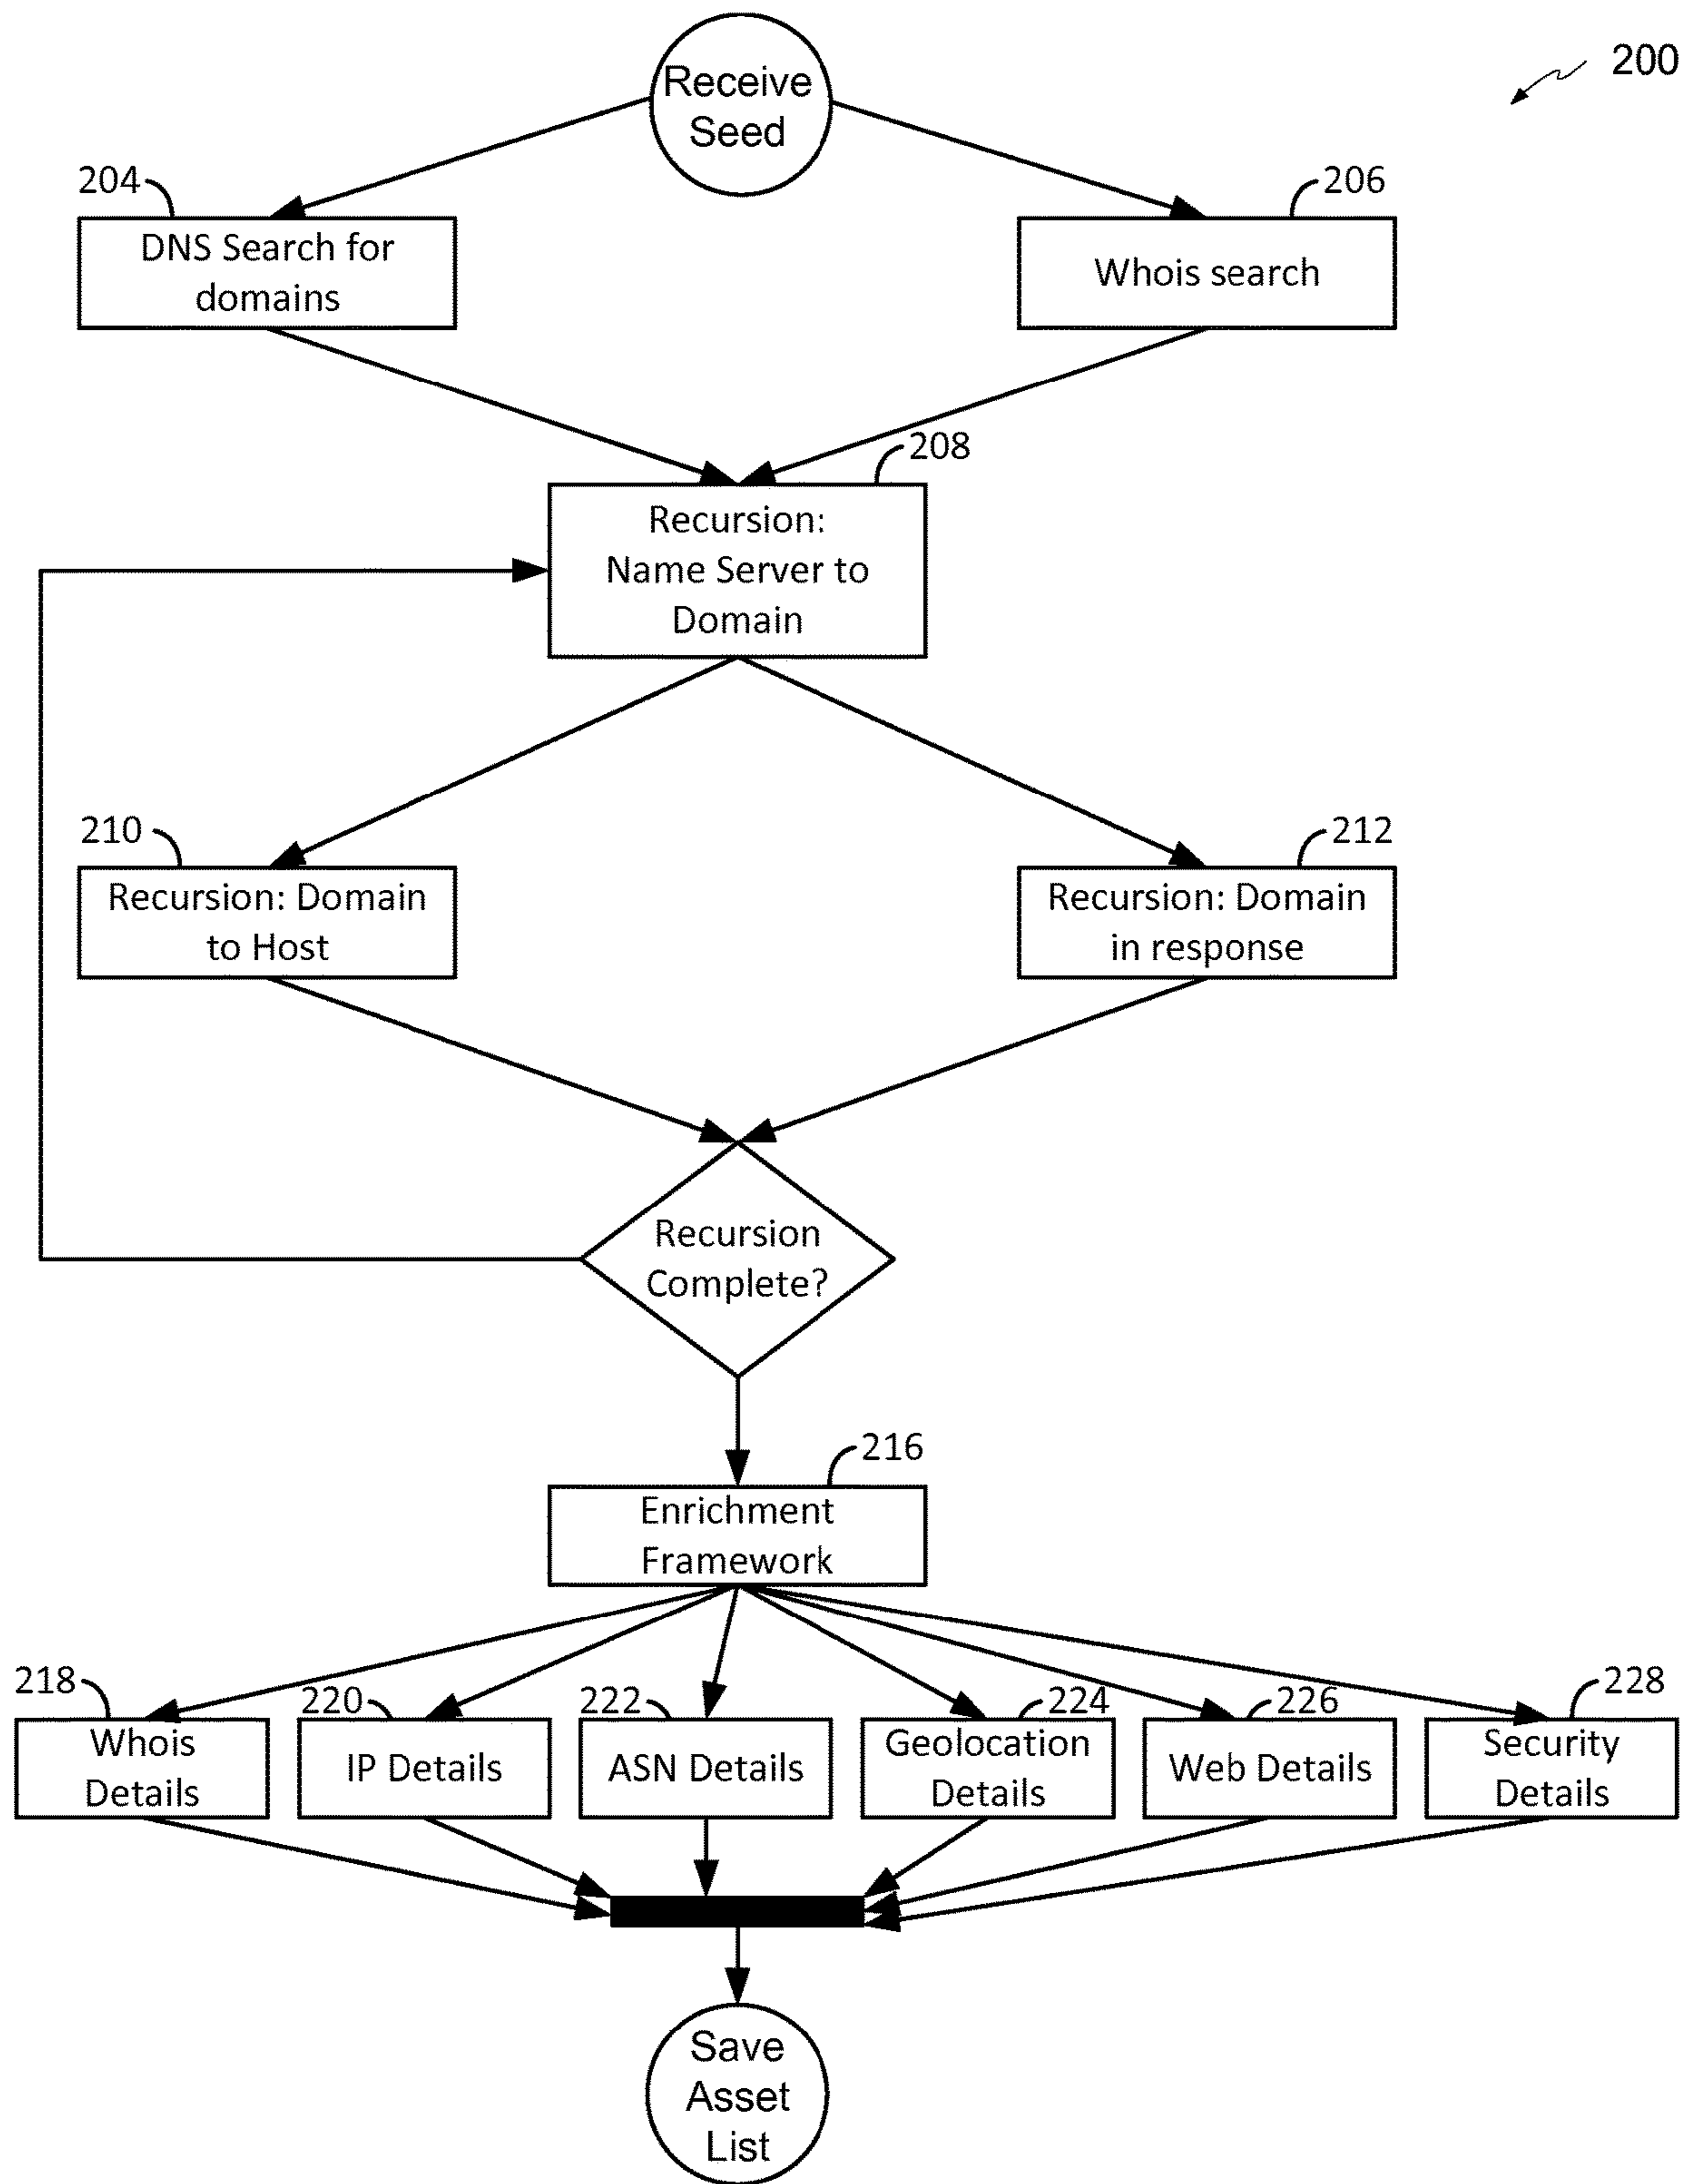 200
Receive
Seed
204
206
DNS Search for
domains
Whois search
208
Recursion:
Name Server to
Domain
210
212
Recursion: Domain
to Host
Recursion: Domain
in response
Recursion
Complete?
216
Enrichment
Framework
218
220
222
224
226
228
Whois
Details
IP Details
ASN Details
Geolocation
Details
Web Details
Security
Details
Save
Asset
List